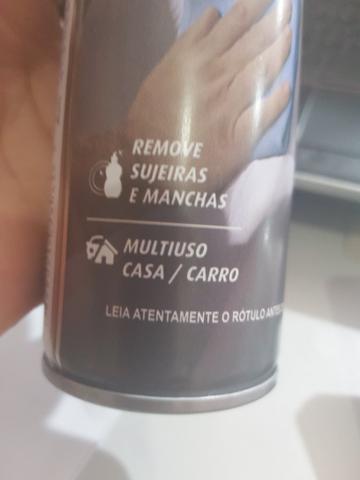 REMOVE
SUJEIRAS
E MANCHAS
MULTIUSO
CASA / CARRO
LEIA ATENTAMENTE O RÓTULO